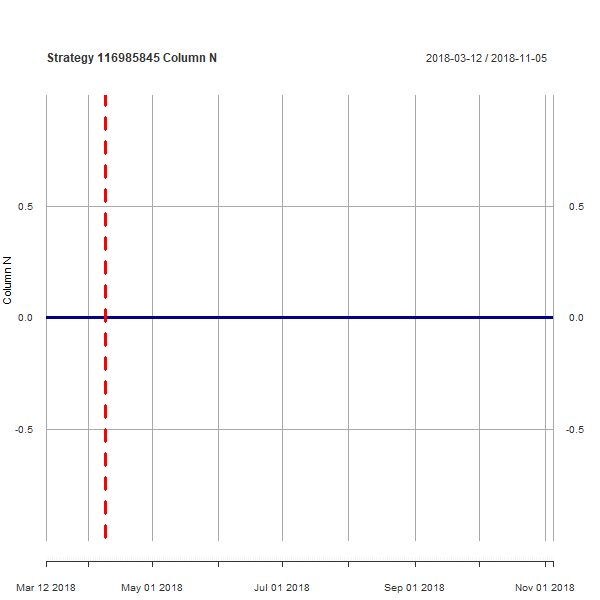 Strategy 116985845 Column N
2018-03-12 / 2018-11-05
Column N
0.5
0.5
0.0
0.0
-0.5
-0.5
Mar 12 2018
May 01 2018
Jul 01 2018
Sep 01 2018
Nov 01 2018